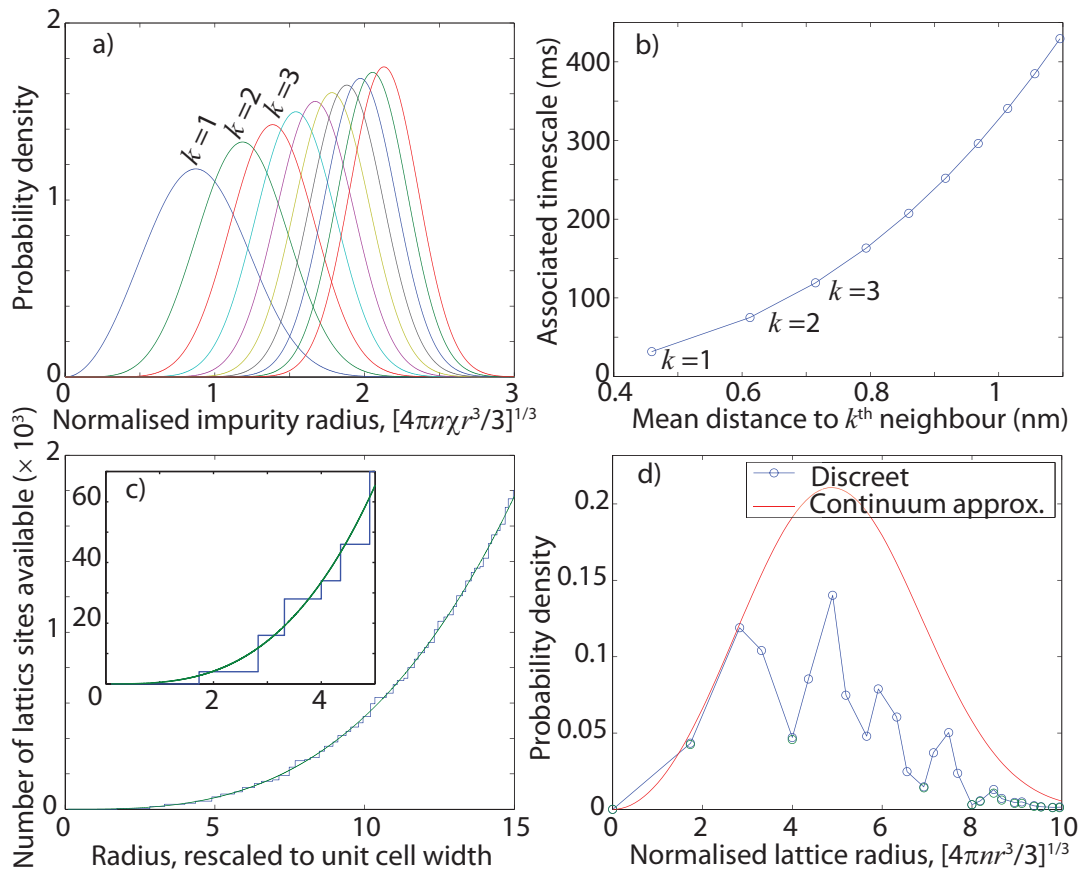 a)
Probability density
2
1
0
k =1
k =2
k =3
0 1 2 3
Normalised impurity radius, [4πnχr³/3]^1/3
b)
Associated timescale (ms)
400
300
200
100
0
k =1
k =2
k =3
0.4 0.6 0.8 1
Mean distance to kth neighbour (nm)
c)
Number of lattics sites available (× 10³)
2
1
0
60
40
20
0
0 2 4
0 5 10 15
Radius, rescaled to unit cell width
d)
Discreet
Continuum approx.
Probability density
0.2
0.15
0.1
0.05
0
0 2 4 6 8 10
Normalised lattice radius, [4πnr³/3]^1/3